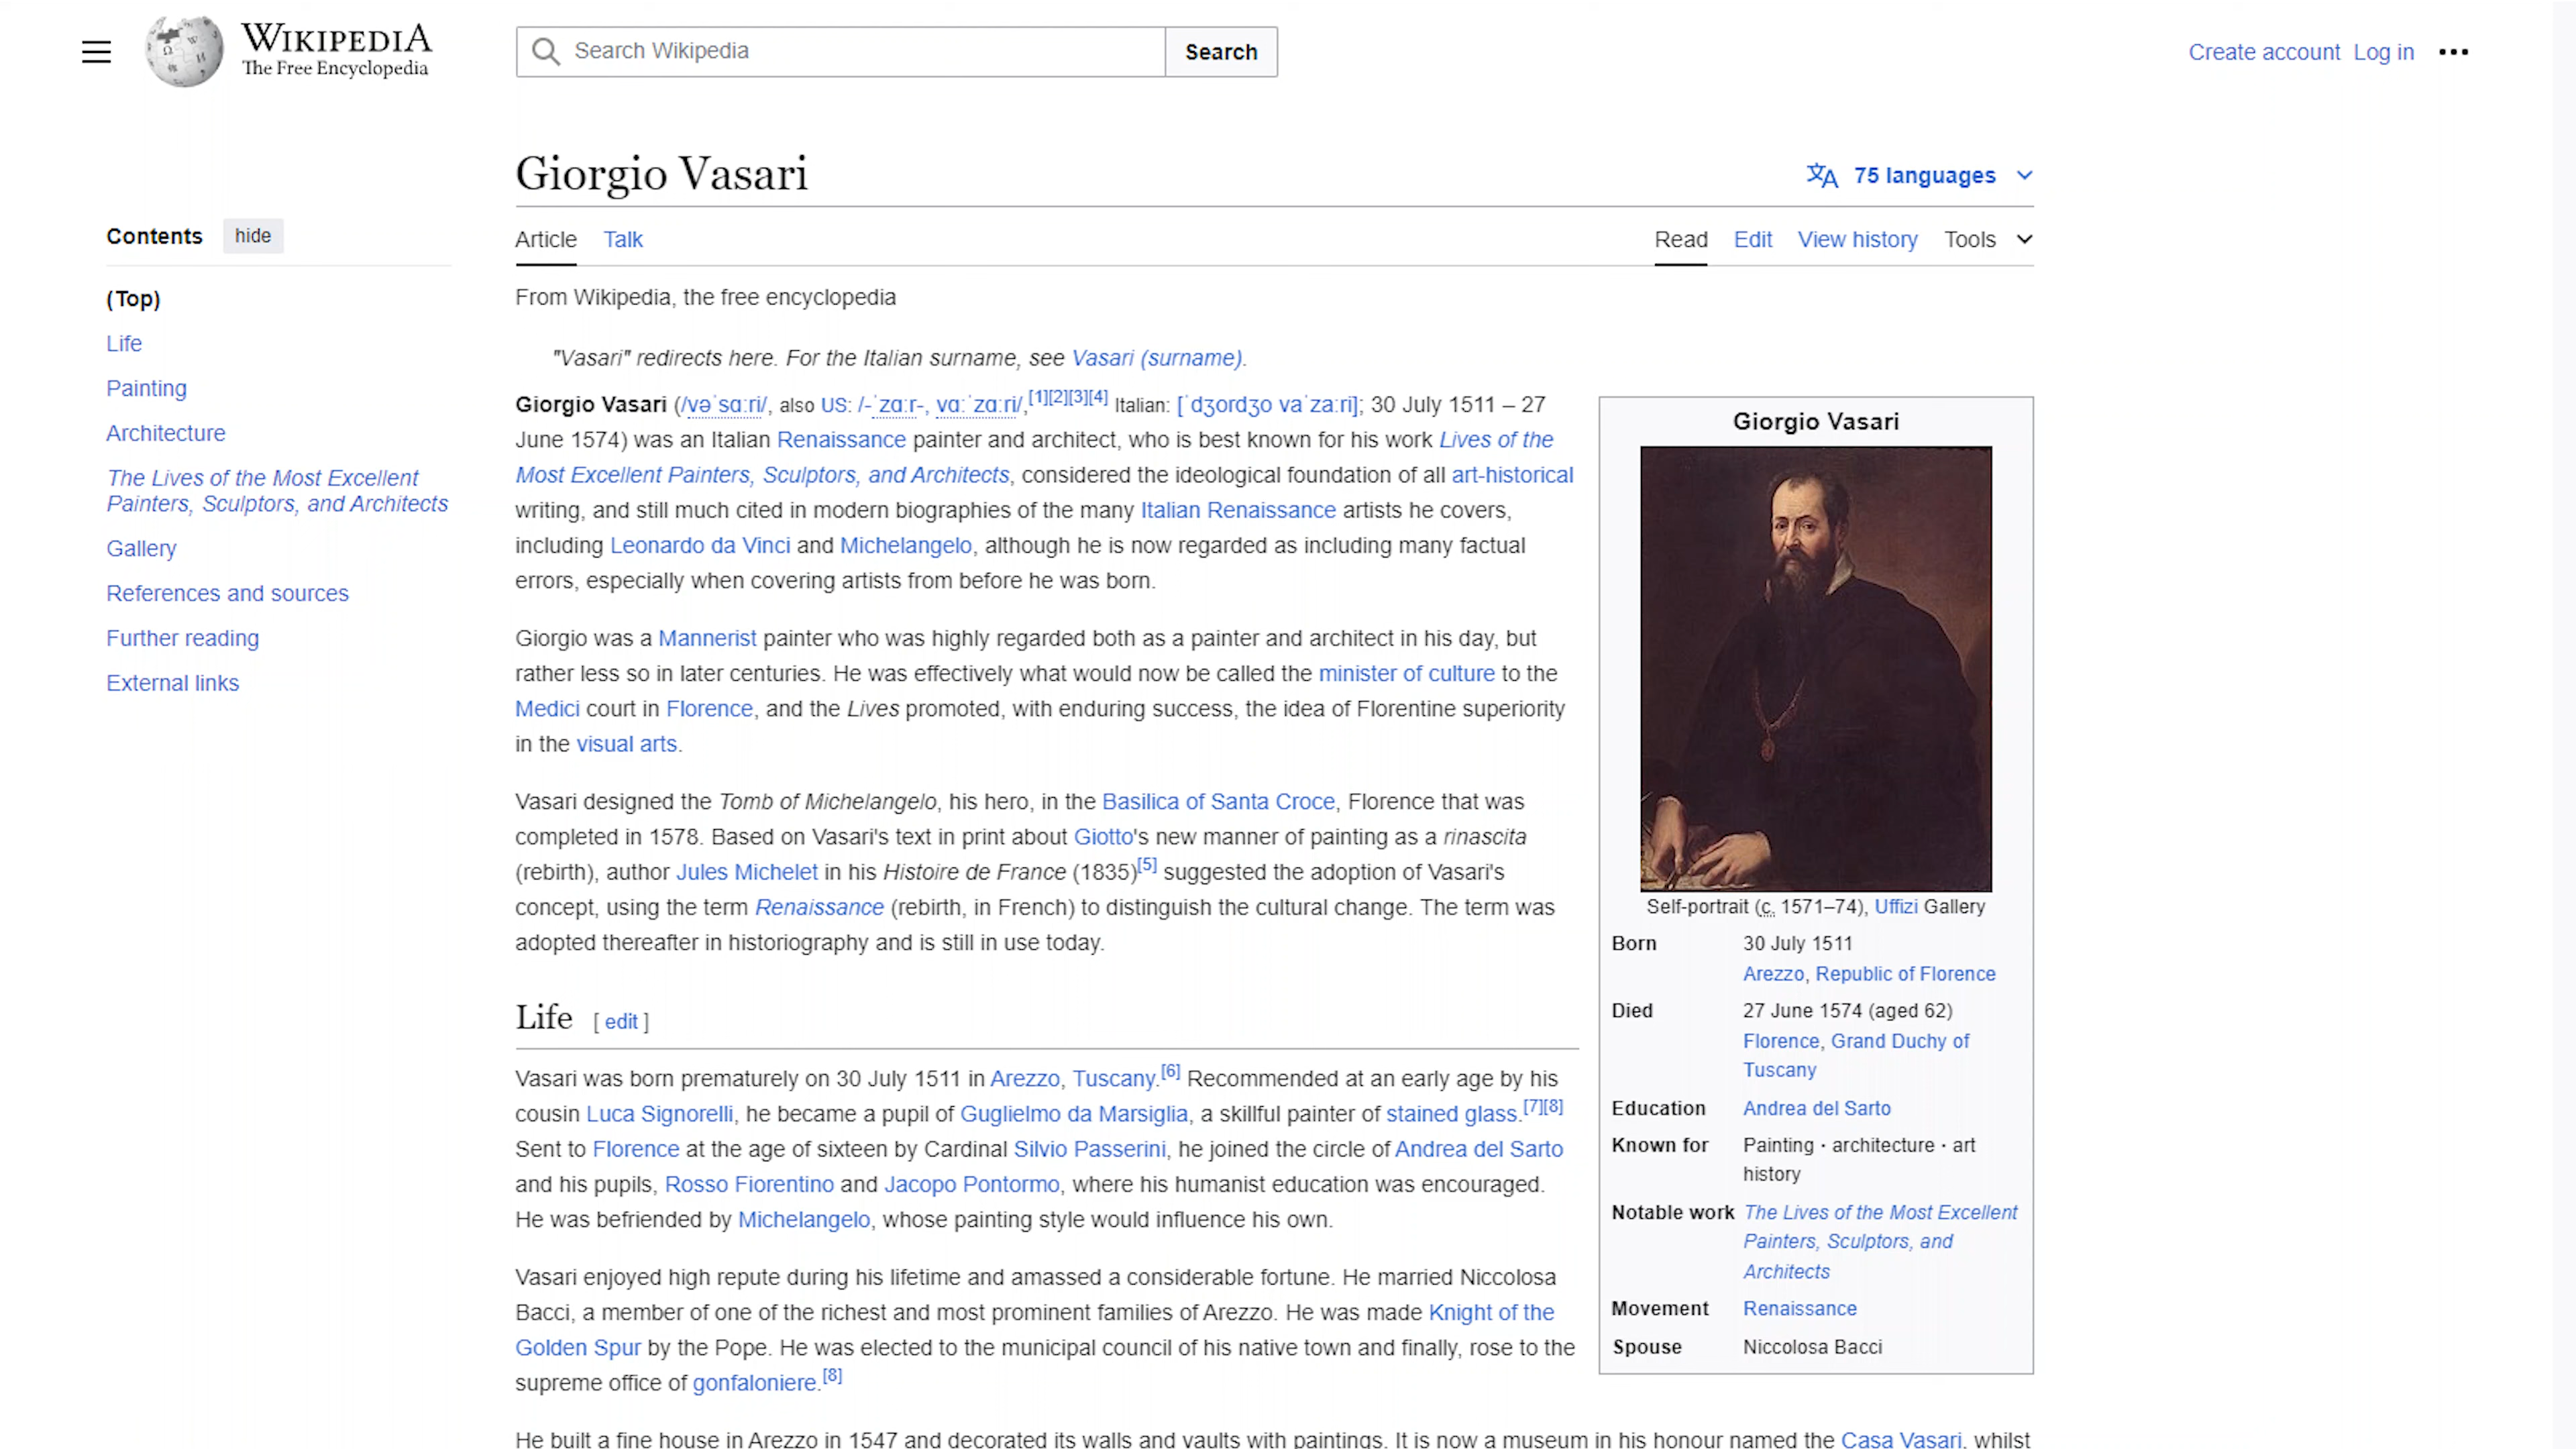 WIKIPEDIA
The Free Encyclopedia
Search Wikipedia
Search
Create account Log in
Giorgio Vasari
75 languages
Contents hide
(Top)
Life
Painting
Architecture
The Lives of the Most Excellent
Painters, Sculptors, and Architects
Gallery
References and sources
Further reading
External links
Article Talk
Read Edit View history Tools
From Wikipedia, the free encyclopedia
"Vasari" redirects here. For the Italian surname, see Vasari (surname).
Giorgio Vasari (/vəˈsɑːri/, also US: /-ˈzɑːr-, vɑːˈzɑːri/,[1][2][3][4] Italian: [ˈdʒordʒo vaˈzaːri]; 30 July 1511 – 27
June 1574) was an Italian Renaissance painter and architect, who is best known for his work Lives of the
Most Excellent Painters, Sculptors, and Architects, considered the ideological foundation of all art-historical
writing, and still much cited in modern biographies of the many Italian Renaissance artists he covers,
including Leonardo da Vinci and Michelangelo, although he is now regarded as including many factual
errors, especially when covering artists from before he was born.
Giorgio was a Mannerist painter who was highly regarded both as a painter and architect in his day, but
rather less so in later centuries. He was effectively what would now be called the minister of culture to the
Medici court in Florence, and the Lives promoted, with enduring success, the idea of Florentine superiority
in the visual arts.
Vasari designed the Tomb of Michelangelo, his hero, in the Basilica of Santa Croce, Florence that was
completed in 1578. Based on Vasari's text in print about Giotto's new manner of painting as a rinascita
(rebirth), author Jules Michelet in his Histoire de France (1835)[5] suggested the adoption of Vasari's
concept, using the term Renaissance (rebirth, in French) to distinguish the cultural change. The term was
adopted thereafter in historiography and is still in use today.
Life [ edit ]
Vasari was born prematurely on 30 July 1511 in Arezzo, Tuscany.[6] Recommended at an early age by his
cousin Luca Signorelli, he became a pupil of Guglielmo da Marsiglia, a skillful painter of stained glass.[7][8]
Sent to Florence at the age of sixteen by Cardinal Silvio Passerini, he joined the circle of Andrea del Sarto
and his pupils, Rosso Fiorentino and Jacopo Pontormo, where his humanist education was encouraged.
He was befriended by Michelangelo, whose painting style would influence his own.
Vasari enjoyed high repute during his lifetime and amassed a considerable fortune. He married Niccolosa
Bacci, a member of one of the richest and most prominent families of Arezzo. He was made Knight of the
Golden Spur by the Pope. He was elected to the municipal council of his native town and finally, rose to the
supreme office of gonfaloniere.[8]
He built a fine house in Arezzo in 1547 and decorated its walls and vaults with paintings. It is now a museum in his honour named the Casa Vasari, whilst
Giorgio Vasari
Self-portrait (c. 1571–74), Uffizi Gallery
Born 30 July 1511
Arezzo, Republic of Florence
Died 27 June 1574 (aged 62)
Florence, Grand Duchy of
Tuscany
Education Andrea del Sarto
Known for Painting · architecture · art
history
Notable work The Lives of the Most Excellent
Painters, Sculptors, and
Architects
Movement Renaissance
Spouse Niccolosa Bacci